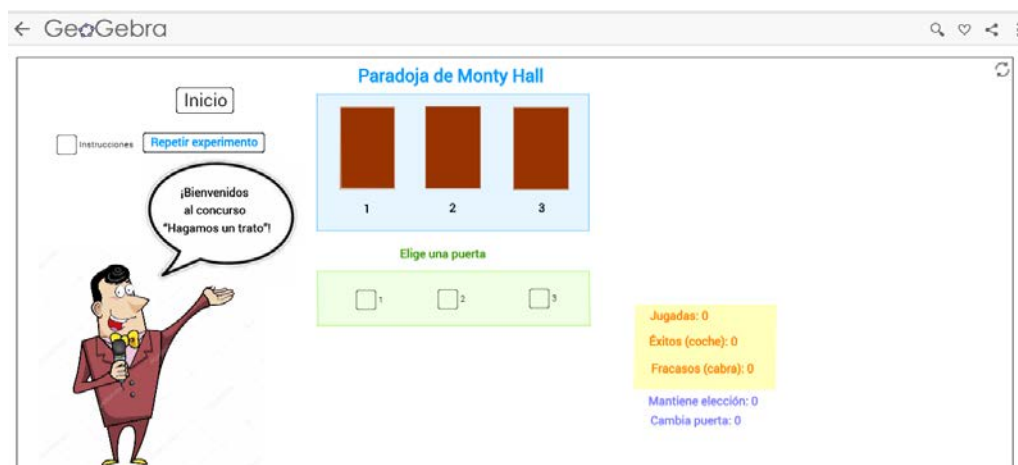 GeoGebra
Paradoja de Monty Hall
Inicio
Instrucciones
Repetir experimento
¡Bienvenidos
al concurso
"Hagamos un trato"!
1 2 3
Elige una puerta
1 2 3
Jugadas: 0
Éxitos (coche): 0
Fracasos (cabra): 0
Mantiene elección: 0
Cambia puerta: 0